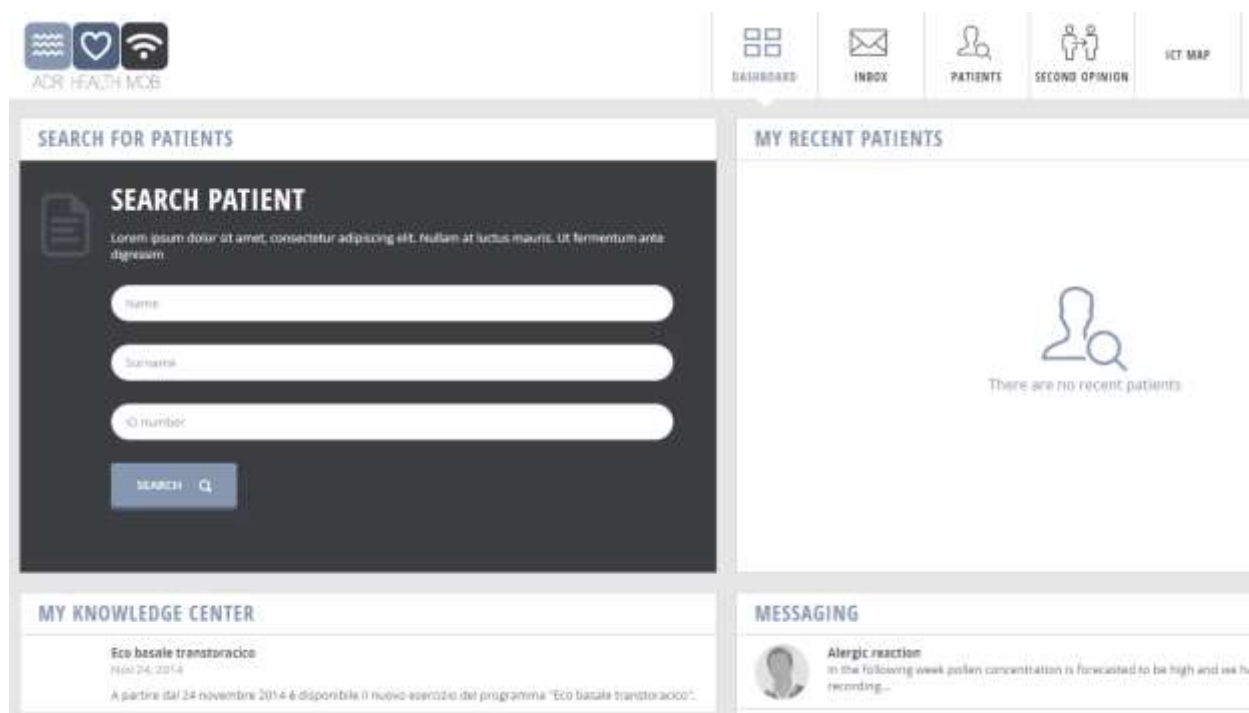 ADRI HEALTH MOB
DASHBOARD
INBOX
PATIENTS
SECOND OPINION
ICT MAP
SEARCH FOR PATIENTS
SEARCH PATIENT
Lorem ipsum dolor sit amet, consectetur adipiscing elit. Nullam at luctus mauris. Ut fermentum ante
dignissim
Name
Surname
ID number
SEARCH
MY RECENT PATIENTS
There are no recent patients
MY KNOWLEDGE CENTER
Eco basale transtoracico
Nov 24, 2014
A partire dal 24 novembre 2014 è disponibile il nuovo esercizio del programma "Eco basale transtoracico".
MESSAGING
Alergic reaction
In the following week pollen concentration is forecasted to be high and we ha
recording...